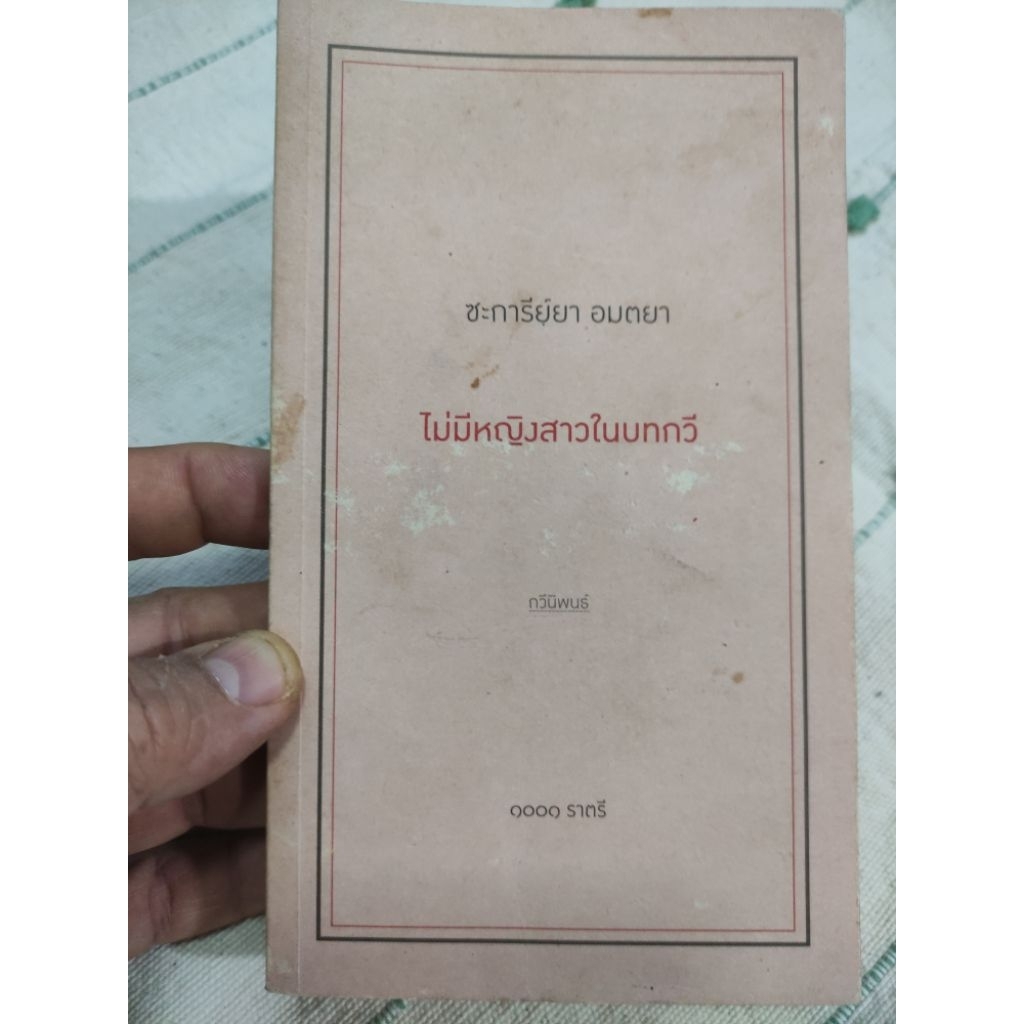 ซะการีย์ยา อมตยา
ไม่มีหญิงสาวในบทกวี
กวีนิพนธ์
๑๐๐๑ ราตรี